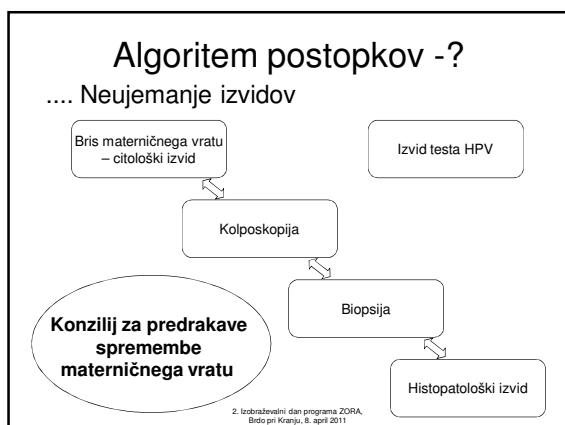 Algoritem postopkov -?
.... Neujemanje izvidov
Bris materničnega vratu
– citološki izvid
Izvid testa HPV
Kolposkopija
Biopsija
Konzilij za predrakave
spremembe
materničnega vratu
Histopatološki izvid
2. Izobraževalni dan programa ZORA,
Brdo pri Kranju, 8. april 2011